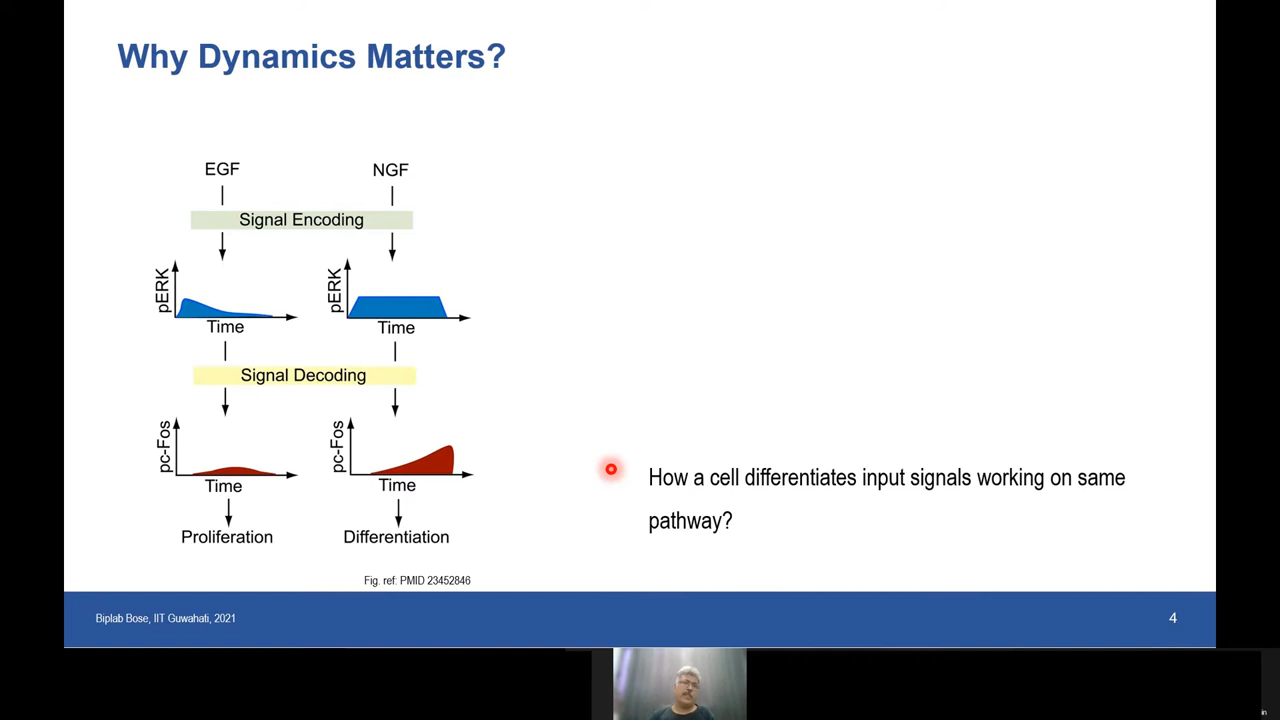 Why Dynamics Matters?
EGF
NGF
Signal Encoding
pERK
Time
pERK
Time
Signal Decoding
pc-Fos
Time
pc-Fos
Time
Proliferation
Differentiation
Fig. ref: PMID 23452846
How a cell differentiates input signals working on same
pathway?
Biplab Bose, IIT Guwahati, 2021
4
in